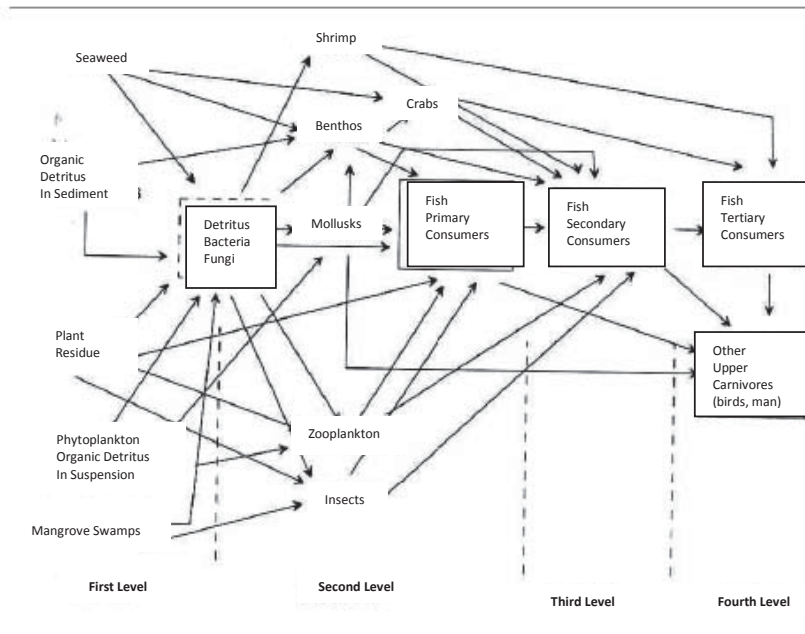 Shrimp
Seaweed
Crabs
Benthos
Organic
Detritus
In Sediment
Detritus
Bacteria
Fungi
Mollusks
Fish
Primary
Consumers
Fish
Secondary
Consumers
Fish
Tertiary
Consumers
Plant
Residue
Other
Upper
Carnivores
(birds, man)
Phytoplankton
Organic Detritus
In Suspension
Zooplankton
Insects
Mangrove Swamps
First Level
Second Level
Third Level
Fourth Level